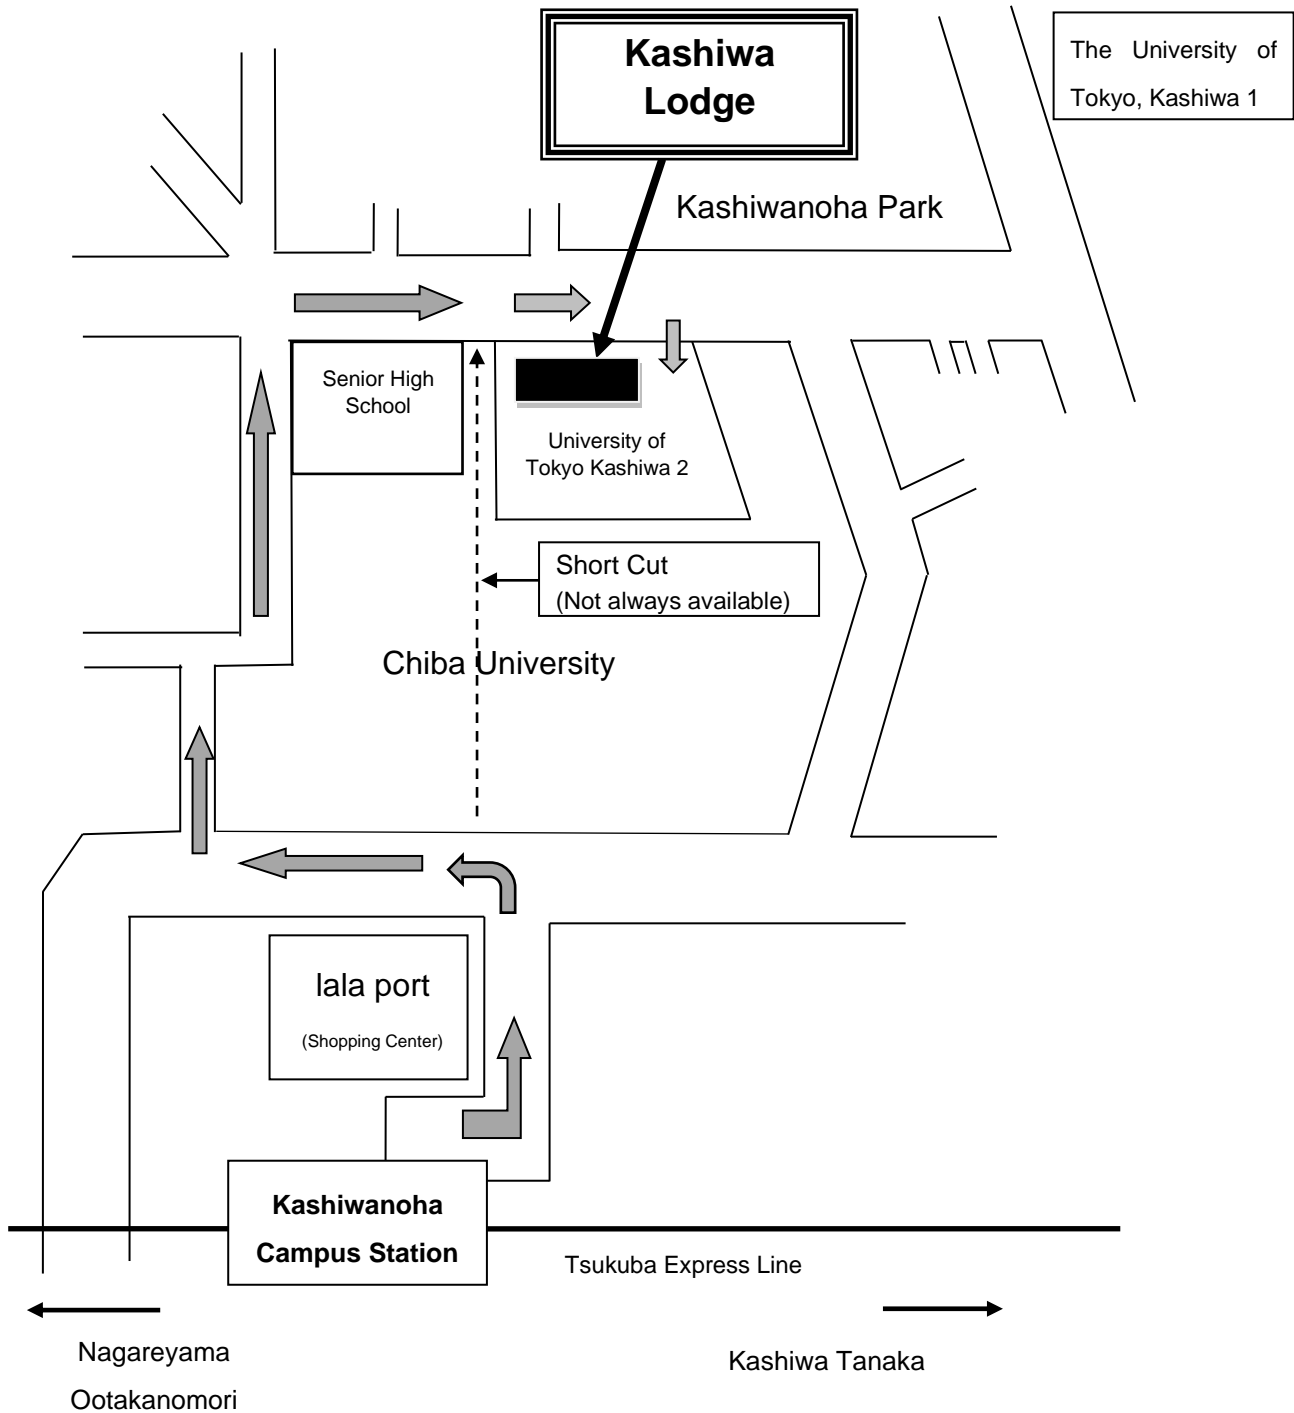 Kashiwa
Lodge
The University of
Tokyo, Kashiwa 1
Kashiwanoha Park
Senior High
School
University of
Tokyo Kashiwa 2
Short Cut
(Not always available)
Chiba University
lala port
(Shopping Center)
Kashiwanoha
Campus Station
Tsukuba Express Line
Nagareyama
Ootakanomori
Kashiwa Tanaka